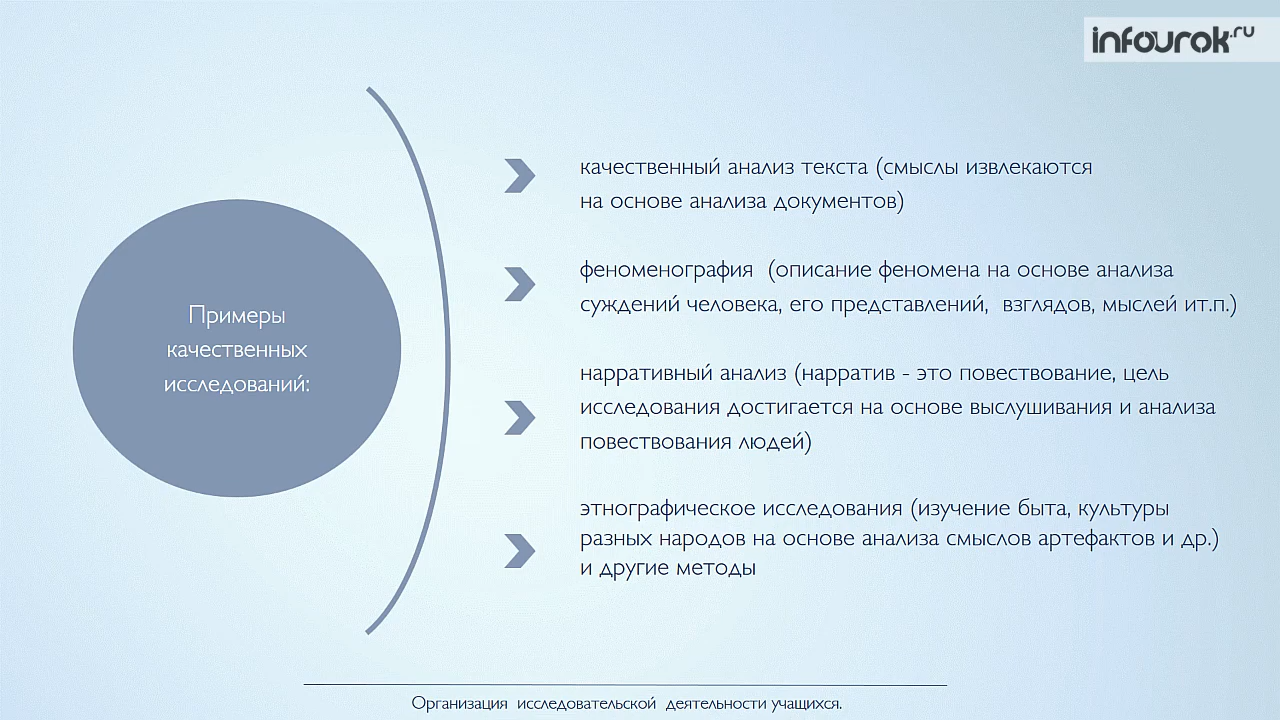 infourok.ru
Примеры
качественных
исследований:
качественный анализ текста (смыслы извлекаются
на основе анализа документов)
феноменография  (описание феномена на основе анализа
суждений человека, его представлений,  взглядов, мыслей ит.п.)
нарративный анализ (нарратив - это повествование, цель
исследования достигается на основе выслушивания и анализа
повествования людей)
этнографическое исследования (изучение быта, культуры
разных народов на основе анализа смыслов артефактов и др.)
и другие методы
Организация  исследовательской  деятельности учащихся.